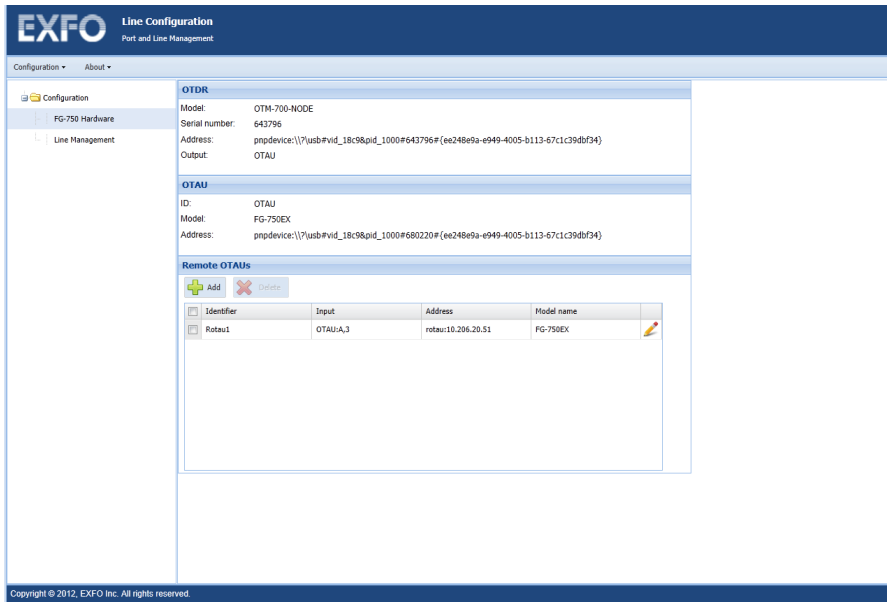 EXFO
Line Configuration
Port and Line Management
Configuration
About
Configuration
FG-750 Hardware
Line Management
OTDR
Model: OTM-700-NODE
Serial number: 643796
Address: pnpdevice:\\?\usb#vid_18c9&pid_1000#643796#{ee248e9a-e949-4005-b113-67c1c39dbf34}
Output: OTAU
OTAU
ID: OTAU
Model: FG-750EX
Address: pnpdevice:\\?\usb#vid_18c9&pid_1000#680220#{ee248e9a-e949-4005-b113-67c1c39dbf34}
Remote OTAUs
Add Delete
Identifier Input Address Model name
Rotau1 OTAU:A,3 rotau:10.206.20.51 FG-750EX
Copyright © 2012, EXFO Inc. All rights reserved.